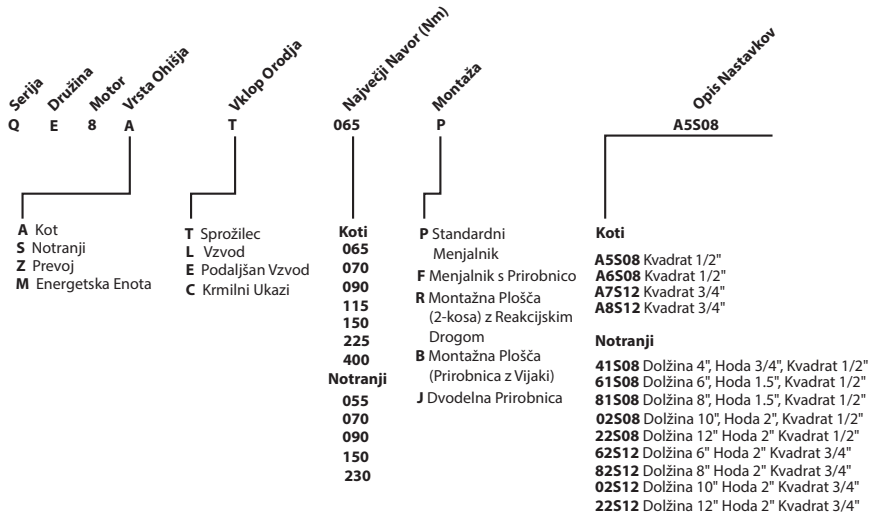 Serija
Družina
Motor
Vrsta Ohišja
Vklop Orodja
Največji Navor (Nm)
Montaža
Opis Nastavkov
Q E 8 A T 065 P A5S08
A Kot
S Notranji
Z Prevoj
M Energetska Enota
T Sprožilec
L Vzvod
E Podaljšan Vzvod
C Krmilni Ukazi
Koti
065
070
090
115
150
225
400
Notranji
055
070
090
150
230
P Standardni
Menjalnik
F Menjalnik s Prirobnico
R Montažna Plošča
(2-kosa) z Reakcijskim
Drogom
B Montažna Plošča
(Prirobnica z Vijaki)
J Dvodelna Prirobnica
Koti
A5S08 Kvadrat 1/2"
A6S08 Kvadrat 1/2"
A7S12 Kvadrat 3/4"
A8S12 Kvadrat 3/4"
Notranji
41S08 Dolžina 4", Hoda 3/4", Kvadrat 1/2"
61S08 Dolžina 6", Hoda 1.5", Kvadrat 1/2"
81S08 Dolžina 8", Hoda 1.5", Kvadrat 1/2"
02S08 Dolžina 10", Hoda 2", Kvadrat 1/2"
22S08 Dolžina 12" Hoda 2" Kvadrat 1/2"
62S12 Dolžina 6" Hoda 2" Kvadrat 3/4"
82S12 Dolžina 8" Hoda 2" Kvadrat 3/4"
02S12 Dolžina 10" Hoda 2" Kvadrat 3/4"
22S12 Dolžina 12" Hoda 2" Kvadrat 3/4"